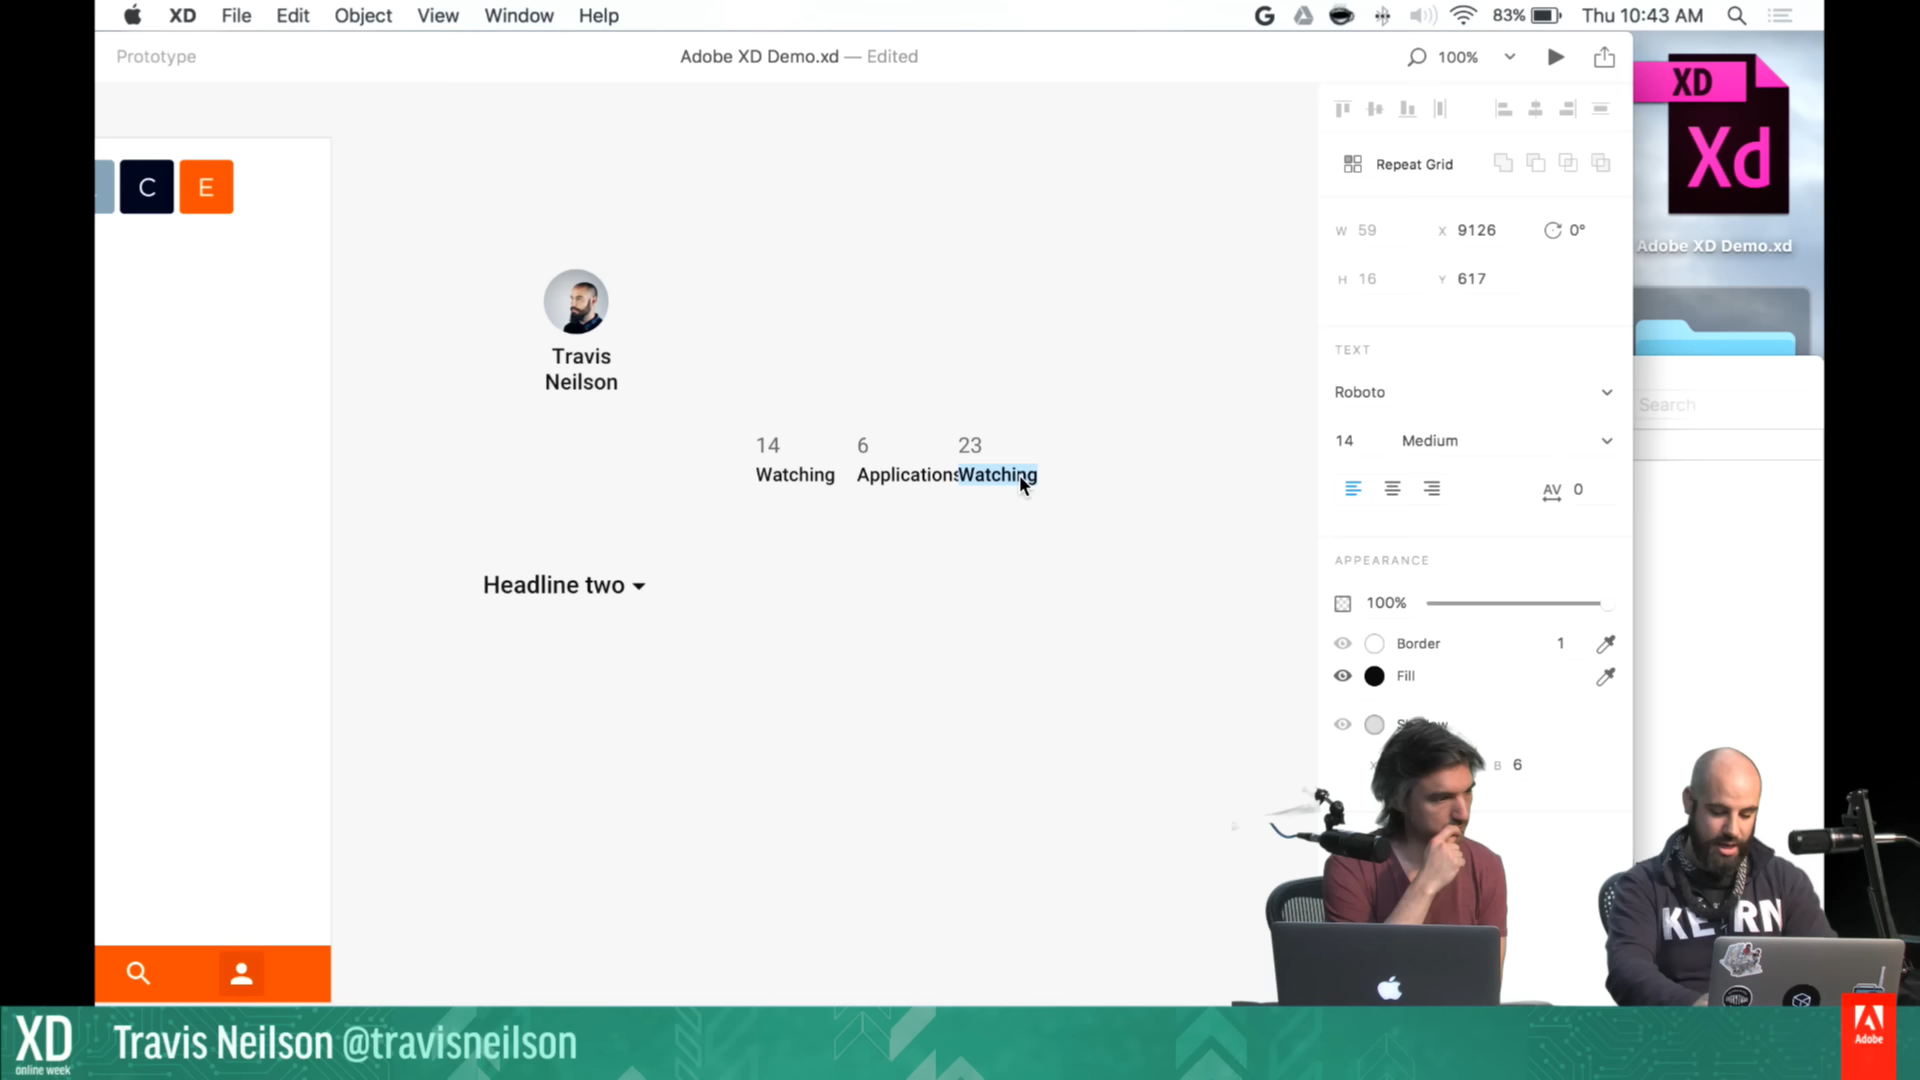 XD File Edit Object View Window Help
83% Thu 10:43 AM
Prototype
Adobe XD Demo.xd — Edited
100%
C
E
Travis
Neilson
14 6 23
Watching Applications Watching
Headline two
Repeat Grid
W 59 X 9126 0°
H 16 Y 617
TEXT
Roboto
14 Medium
AV 0
APPEARANCE
100%
Border 1
Fill
B 6
XD
Xd
Adobe XD Demo.xd
Search
XD
online week
Travis Neilson @travisneilson
Adobe